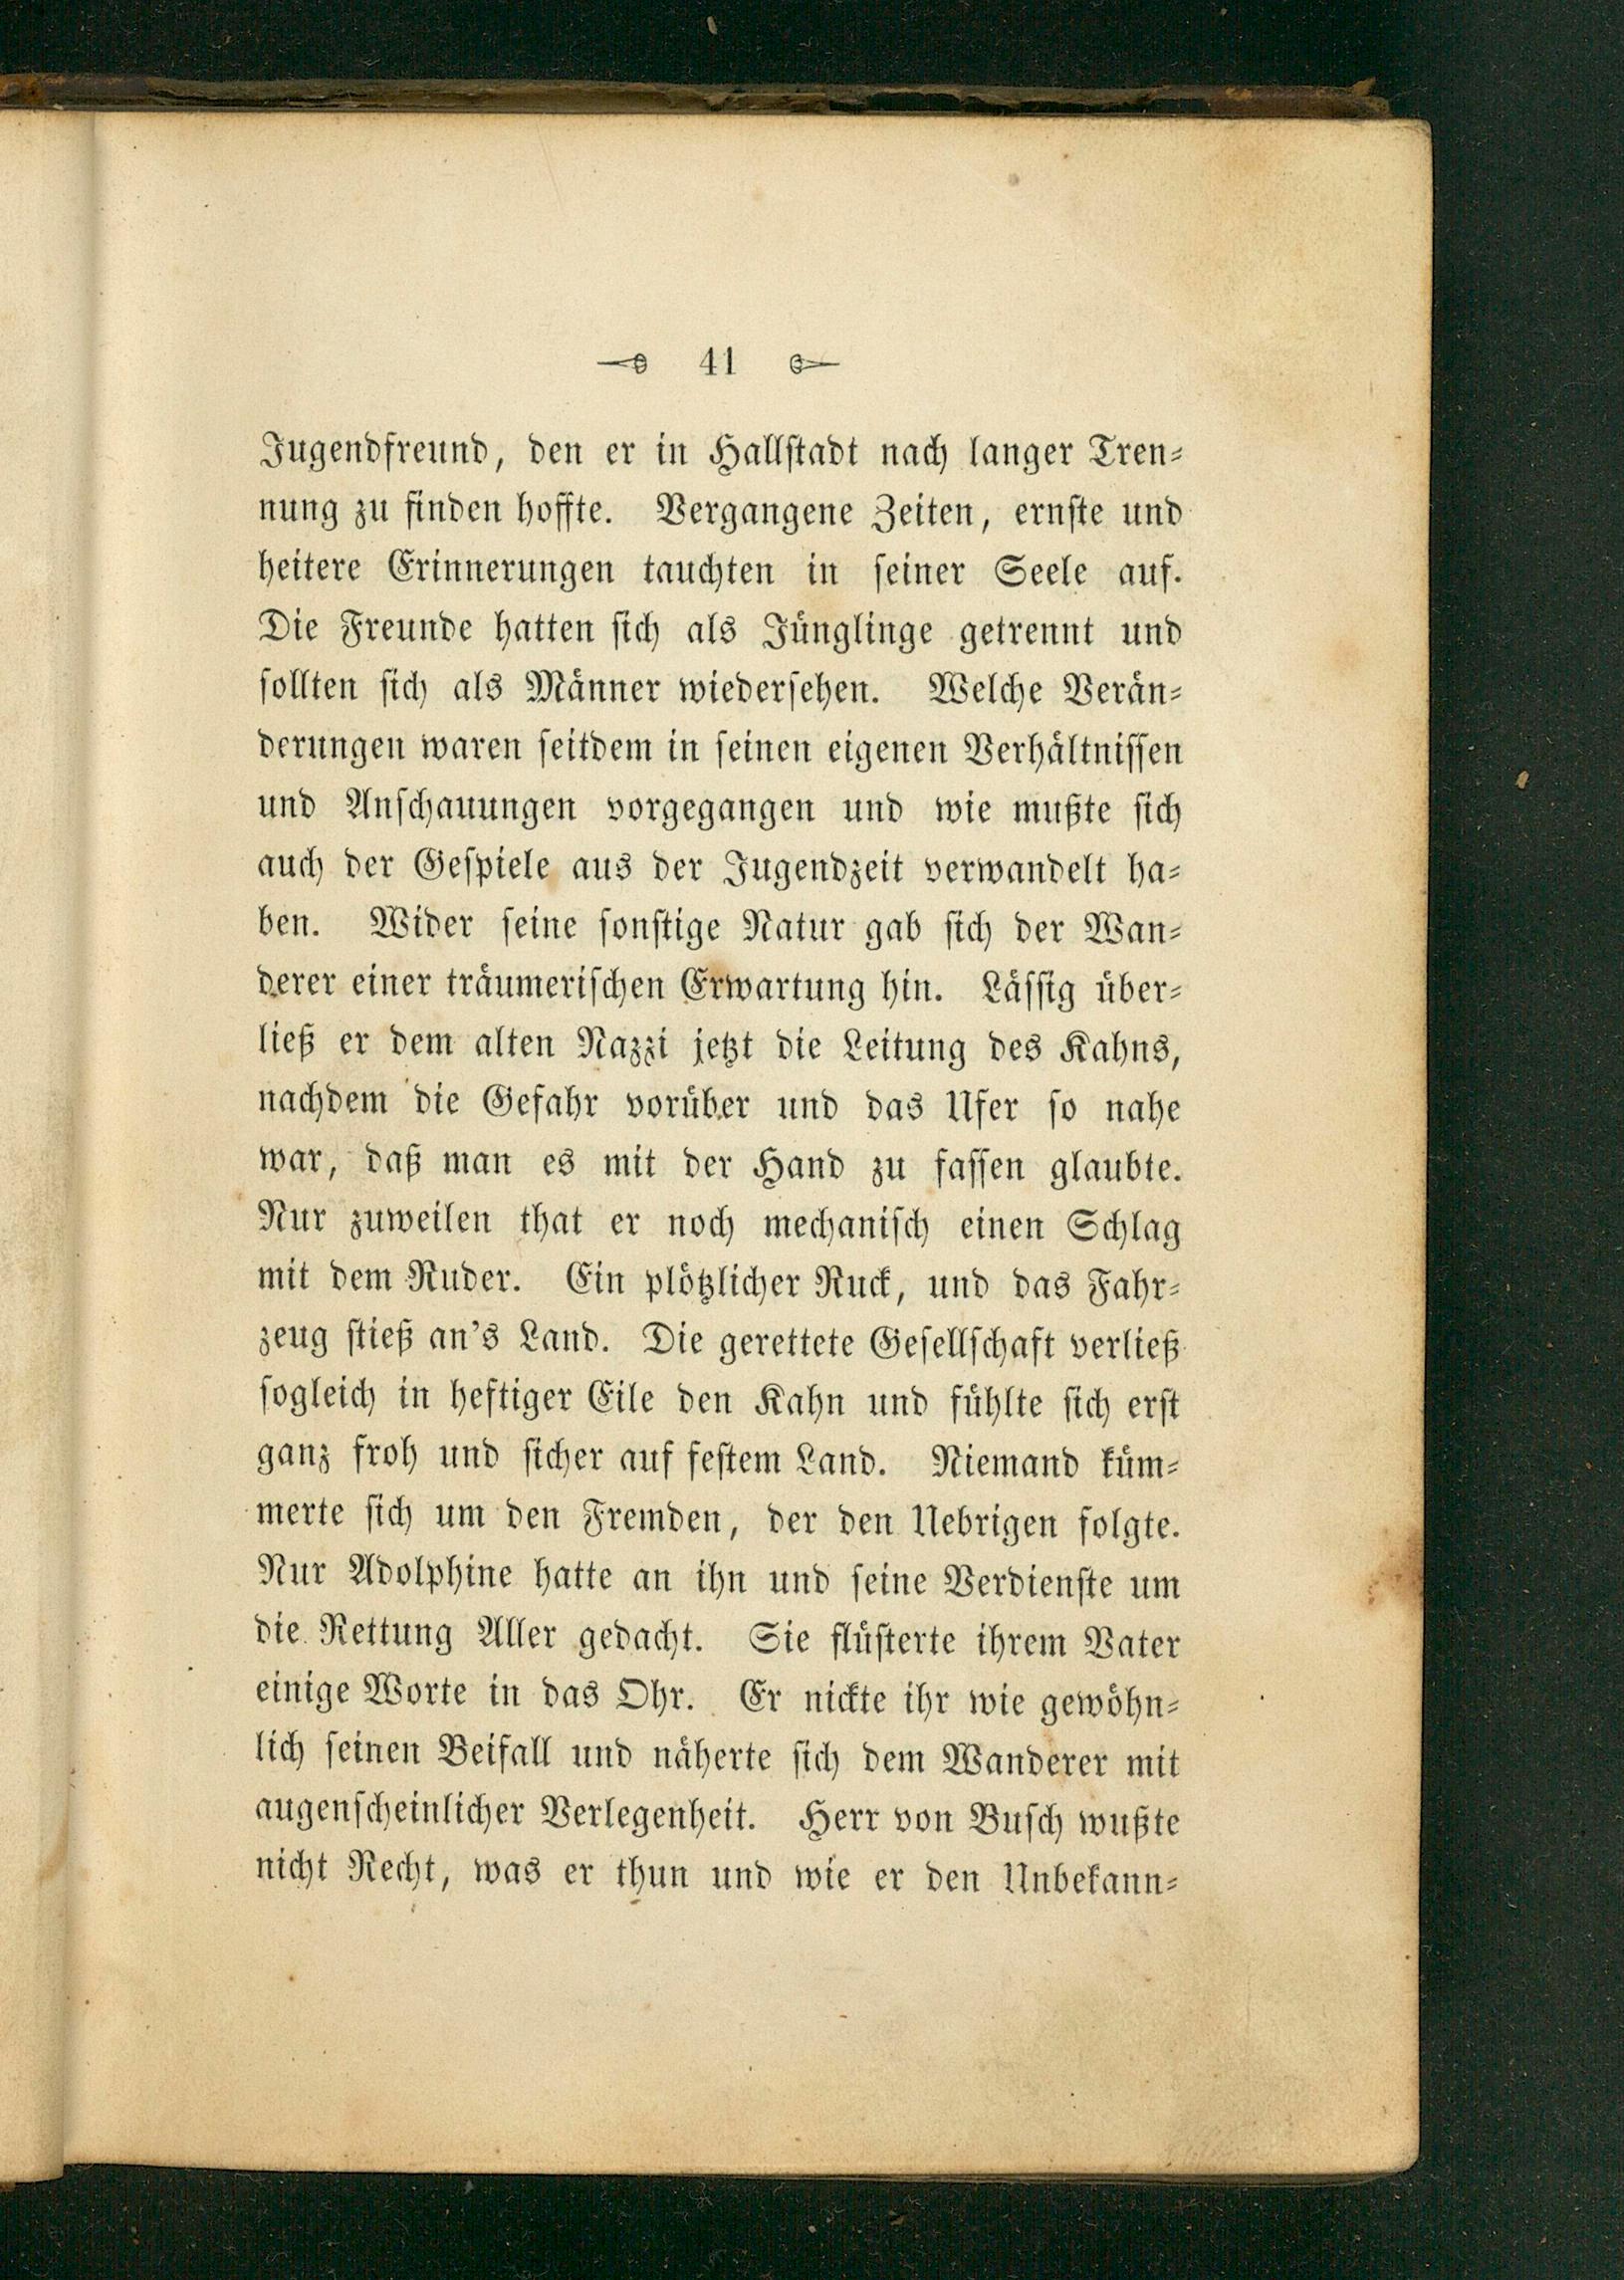 41
Jugendfreund, den er in Hallstadt nach langer Tren-
nung zu finden hoffte. Vergangene Zeiten, ernste und
heitere Erinnerungen tauchten in seiner Seele auf.
Die Freunde hatten sich als Jünglinge getrennt und
sollten sich als Männer wiedersehen. Welche Verän-
derungen waren seitdem in seinen eigenen Verhältnissen
und Anschauungen vorgegangen und wie mußte sich
auch der Gespiele aus der Jugendzeit verwandelt ha-
ben. Wider seine sonstige Natur gab sich der Wan-
derer einer träumerischen Erwartung hin. Lässig über-
ließ er dem alten Nazzi jetzt die Leitung des Kahns,
nachdem die Gefahr vorüber und das Ufer so nahe
war, daß man es mit der Hand zu fassen glaubte.
Nur zuweilen that er noch mechanisch einen Schlag
mit dem Ruder. Ein plötzlicher Ruck, und das Fahr-
zeug stieß an's Land. Die gerettete Gesellschaft verließ
sogleich in heftiger Eile den Kahn und fühlte sich erst
ganz froh und sicher auf festem Land. Niemand küm-
merte sich um den Fremden, der den Uebrigen folgte.
Nur Adolphine hatte an ihn und seine Verdienste um
die Rettung Aller gedacht. Sie flüsterte ihrem Vater
einige Worte in das Ohr. Er nickte ihr wie gewöhn-
lich seinen Beifall und näherte sich dem Wanderer mit
augenscheinlicher Verlegenheit. Herr von Busch wußte
nicht Recht, was er thun und wie er den Unbekann-